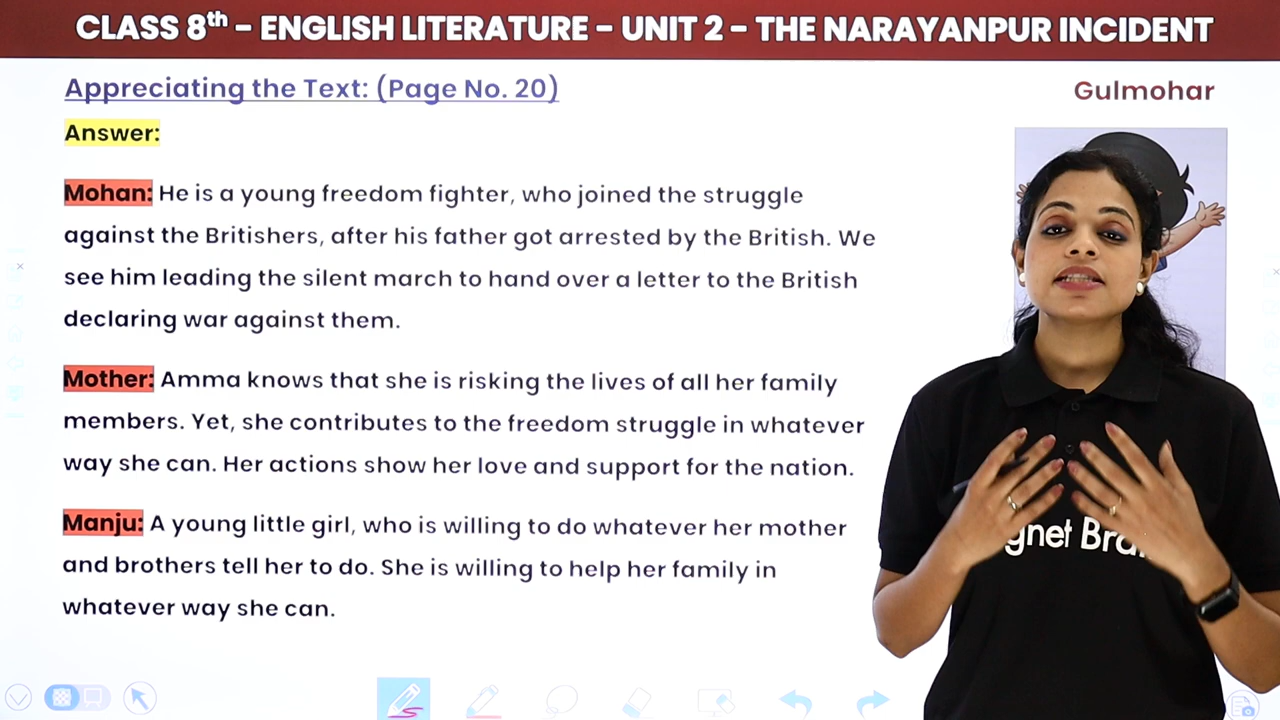 CLASS 8th – ENGLISH LITERATURE – UNIT 2 – THE NARAYANPUR INCIDENT
Appreciating the Text: (Page No. 20)
Gulmohar
Answer:
Mohan: He is a young freedom fighter, who joined the struggle
against the Britishers, after his father got arrested by the British. We
see him leading the silent march to hand over a letter to the British
declaring war against them.
Mother: Amma knows that she is risking the lives of all her family
members. Yet, she contributes to the freedom struggle in whatever
way she can. Her actions show her love and support for the nation.
Manju: A young little girl, who is willing to do whatever her mother
and brothers tell her to do. She is willing to help her family in
whatever way she can.